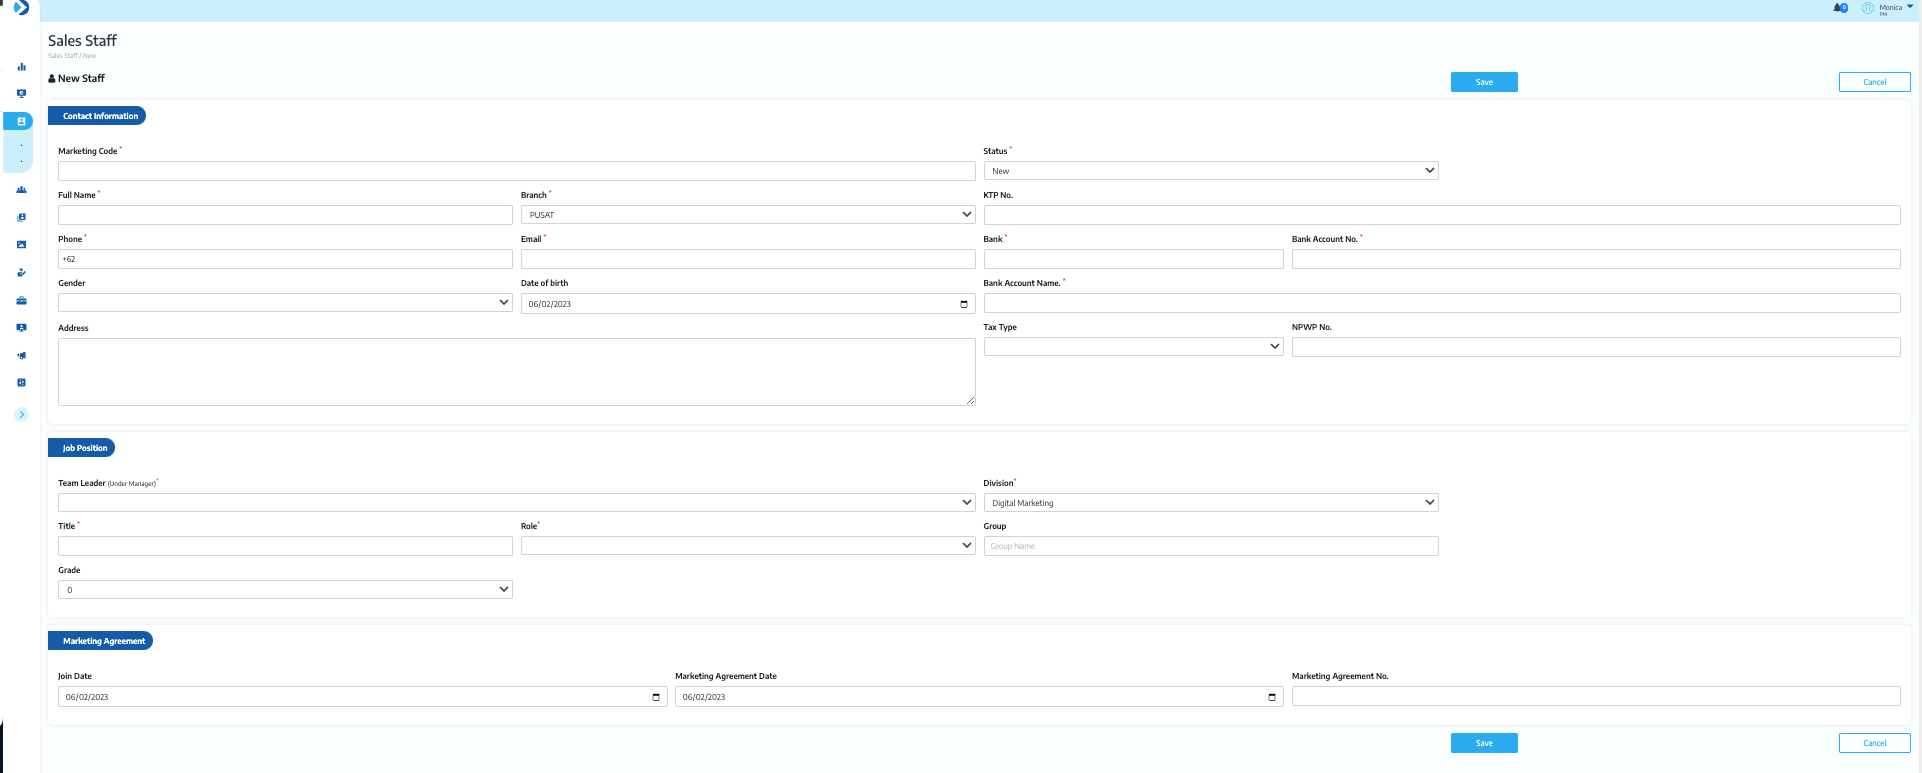 Monica
PM
Sales Staff
Sales Staff / New
New Staff
Save
Cancel
Contact Information
Marketing Code *
Status *
New
Full Name *
Branch *
KTP No.
PUSAT
Phone *
Email *
Bank *
Bank Account No. *
+62
Gender
Date of birth
Bank Account Name. *
06/02/2023
Address
Tax Type
NPWP No.
Job Position
Team Leader (Under Manager)*
Division*
Digital Marketing
Title *
Role*
Group
Group Name
Grade
0
Marketing Agreement
Join Date
Marketing Agreement Date
Marketing Agreement No.
06/02/2023
06/02/2023
Save
Cancel